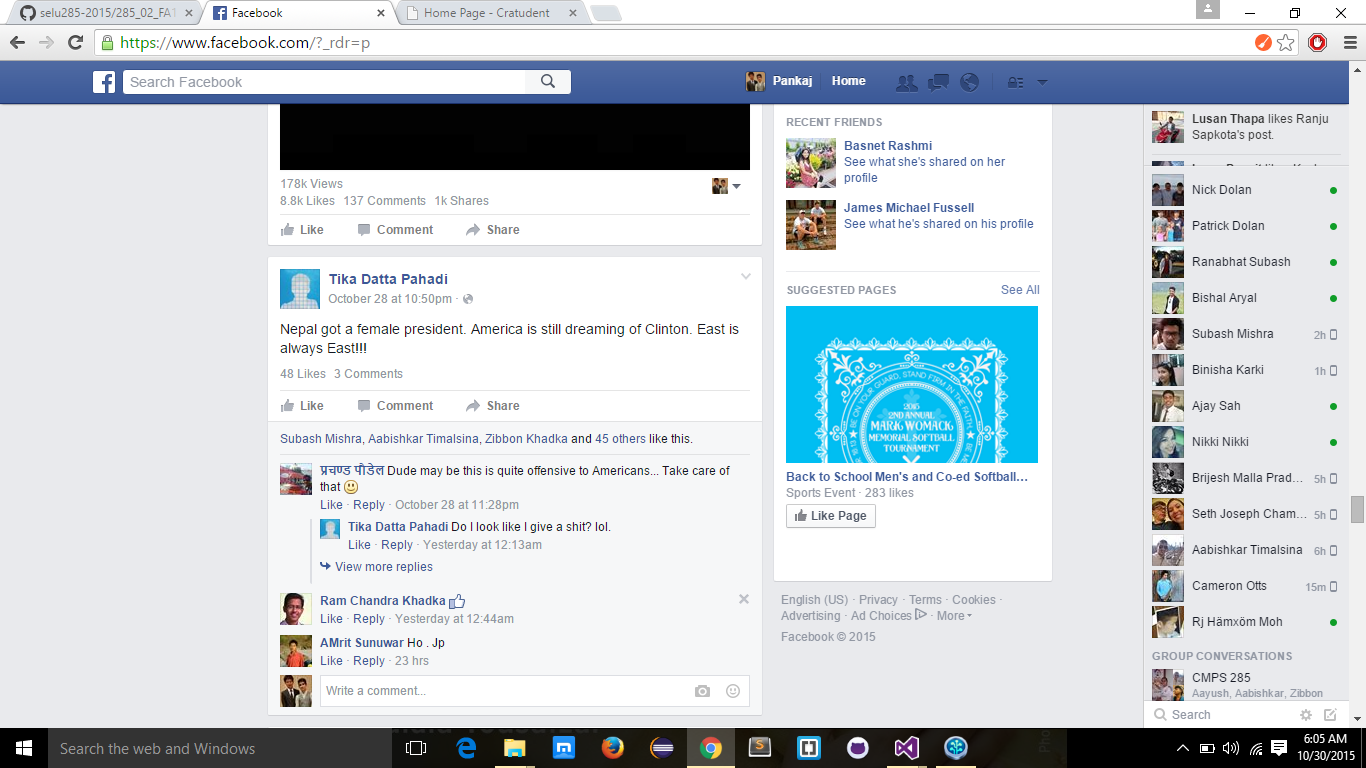 selu285-2015/285_02_FA1
Facebook
Home Page - Cratudent
https://www.facebook.com/?_rdr=p
Search Facebook
Pankaj
Home
178k Views
8.8k Likes 137 Comments 1k Shares
Like Comment Share
Tika Datta Pahadi
October 28 at 10:50pm ·
Nepal got a female president. America is still dreaming of Clinton. East is
always East!!!
48 Likes 3 Comments
Like Comment Share
Subash Mishra, Aabishkar Timalsina, Zibbon Khadka and 45 others like this.
प्रचण्ड पौडेल Dude may be this is quite offensive to Americans... Take care of
that
Like · Reply · October 28 at 11:28pm
Tika Datta Pahadi Do I look like I give a shit? lol.
Like · Reply · Yesterday at 12:13am
View more replies
Ram Chandra Khadka
Like · Reply · Yesterday at 12:44am
AMrit Sunuwar Ho . Jp
Like · Reply · 23 hrs
Write a comment...
RECENT FRIENDS
Basnet Rashmi
See what she's shared on her
profile
James Michael Fussell
See what he's shared on his profile
SUGGESTED PAGES See All
BE ON YOUR GUARD, STAND FIRM IN THE FAITH,
2015
2ND ANNUAL
MARK WOMACK
MEMORIAL SOFTBALL
TOURNAMENT
Back to School Men's and Co-ed Softball…
Sports Event · 283 likes
Like Page
English (US) · Privacy · Terms · Cookies ·
Advertising · Ad Choices · More
Facebook © 2015
Lusan Thapa likes Ranju
Sapkota's post.
Nick Dolan
Patrick Dolan
Ranabhat Subash
Bishal Aryal
Subash Mishra 2h
Binisha Karki 1h
Ajay Sah
Nikki Nikki
Brijesh Malla Prad… 5h
Seth Joseph Cham… 5h
Aabishkar Timalsina 6h
Cameron Otts 15m
Rj Hämxöm Moh
GROUP CONVERSATIONS
CMPS 285
Aayush, Aabishkar, Zibbon
Search
Search the web and Windows
6:05 AM
10/30/2015